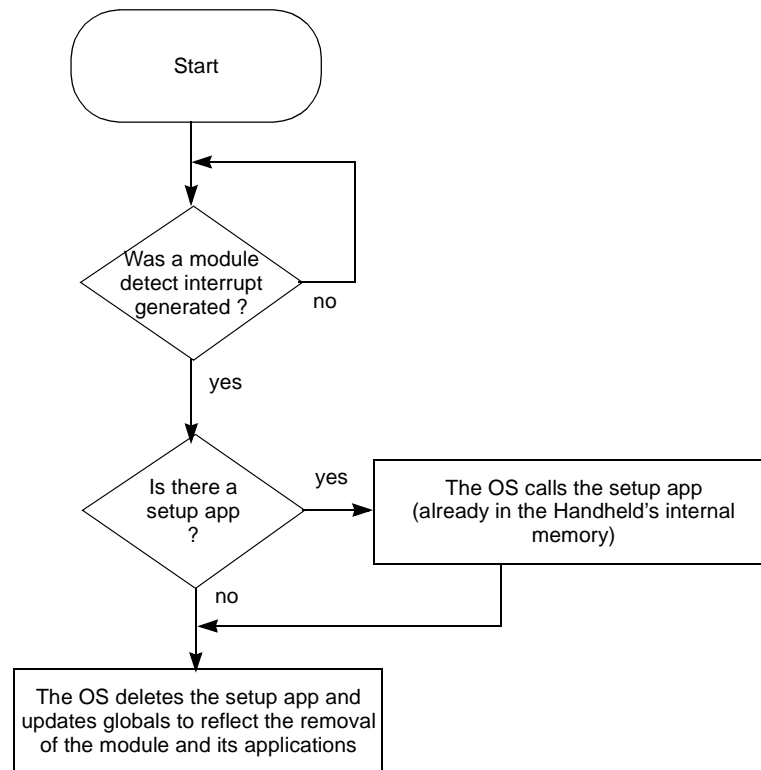 Start
Was a module
detect interrupt
generated ?
no
yes
Is there a
setup app
?
yes
The OS calls the setup app
(already in the Handheld's internal
memory)
no
The OS deletes the setup app and
updates globals to reflect the removal
of the module and its applications